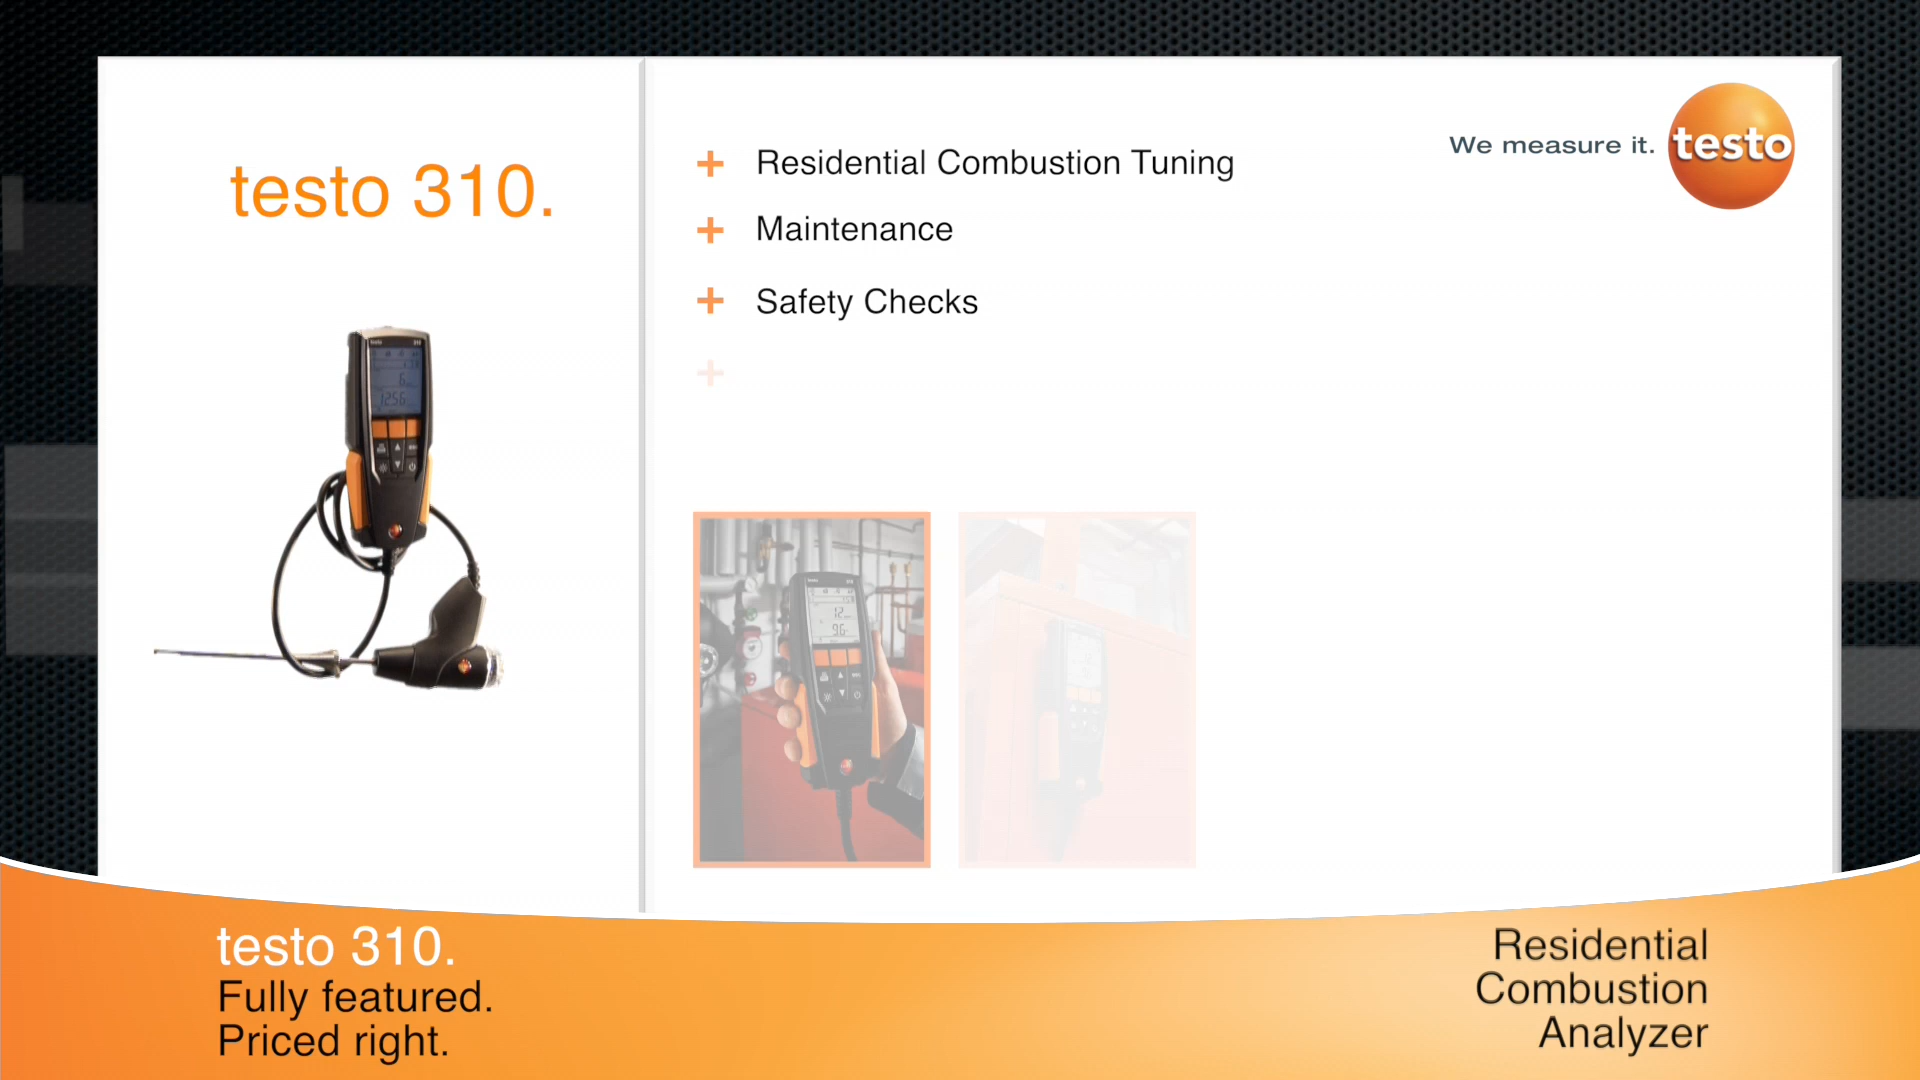 testo 310.
+ Residential Combustion Tuning
+ Maintenance
+ Safety Checks
+
We measure it. testo
testo 310.
Fully featured.
Priced right.
Residential
Combustion
Analyzer